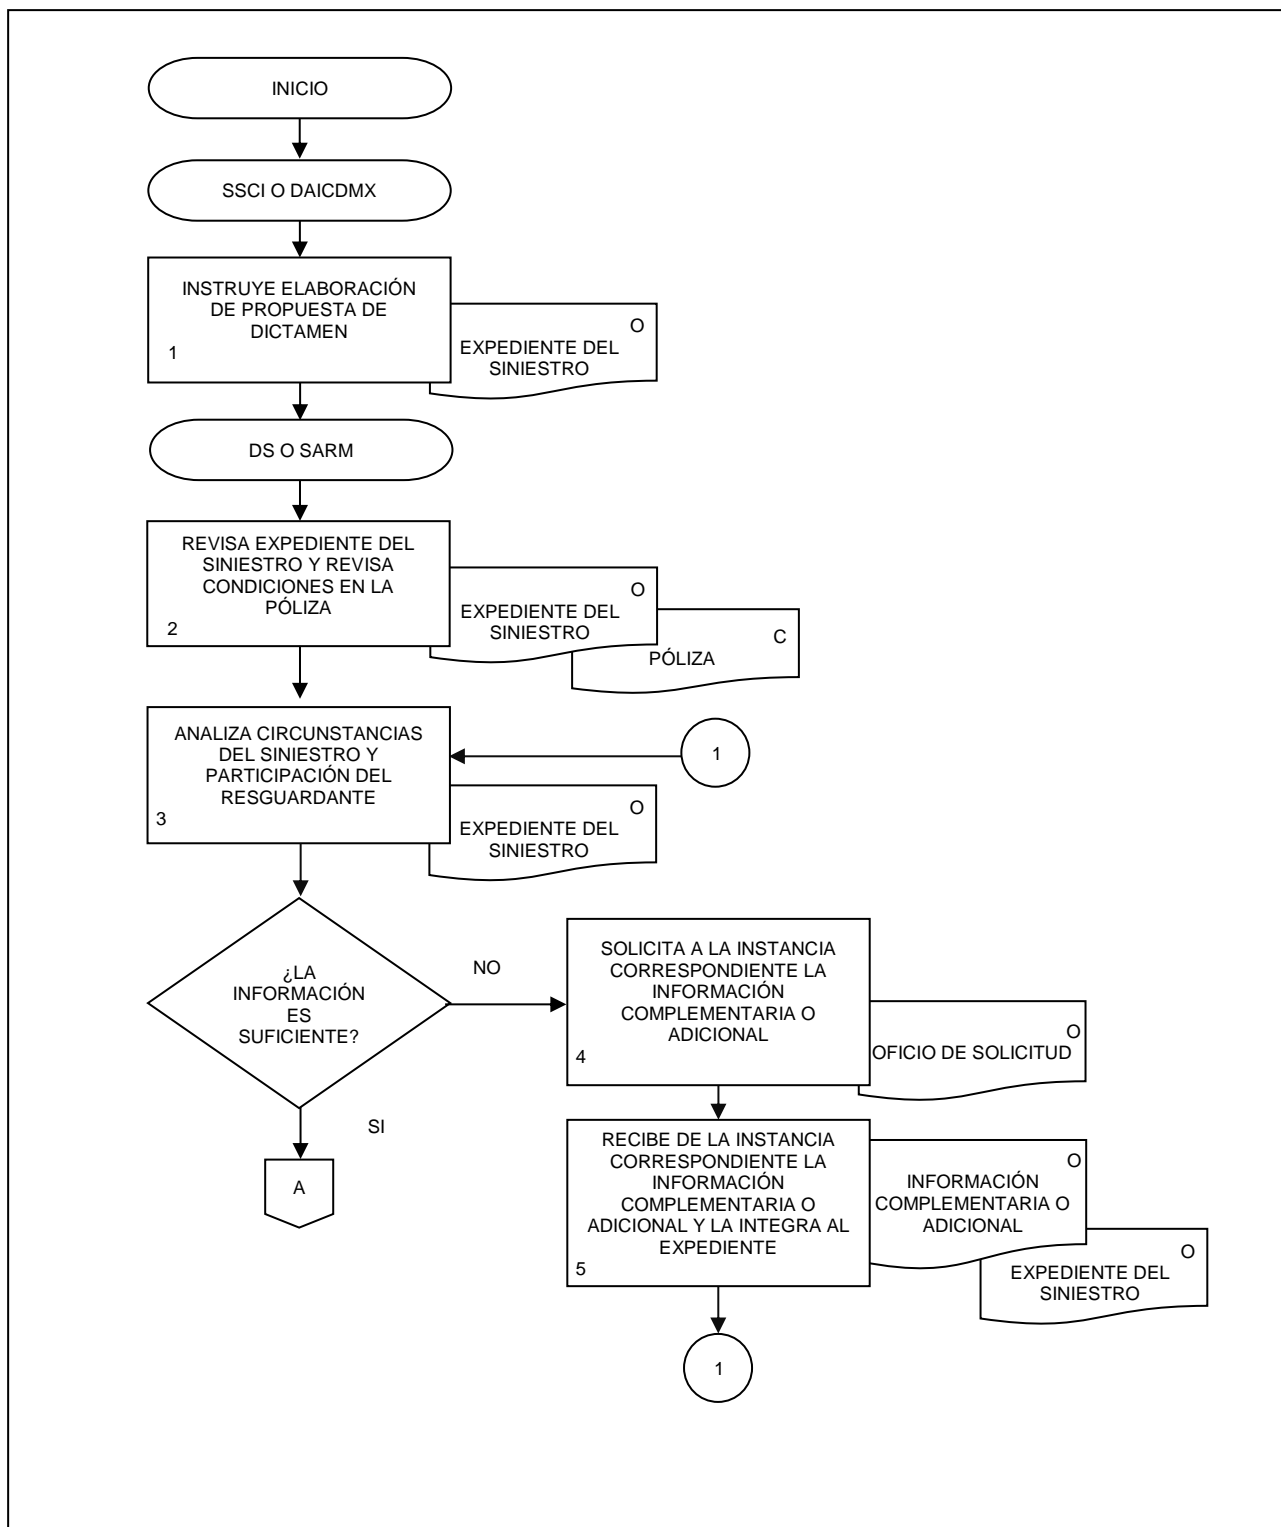 INICIO
SSCI O DAICDMX
INSTRUYE ELABORACIÓN
DE PROPUESTA DE
DICTAMEN
1
O
EXPEDIENTE DEL
SINIESTRO
DS O SARM
REVISA EXPEDIENTE DEL
SINIESTRO Y REVISA
CONDICIONES EN LA
PÓLIZA
2
O
EXPEDIENTE DEL
SINIESTRO
C
PÓLIZA
ANALIZA CIRCUNSTANCIAS
DEL SINIESTRO Y
PARTICIPACIÓN DEL
RESGUARDANTE
3
1
O
EXPEDIENTE DEL
SINIESTRO
¿LA
INFORMACIÓN
ES
SUFICIENTE?
NO
SI
A
SOLICITA A LA INSTANCIA
CORRESPONDIENTE LA
INFORMACIÓN
COMPLEMENTARIA O
ADICIONAL
4
O
OFICIO DE SOLICITUD
RECIBE DE LA INSTANCIA
CORRESPONDIENTE LA
INFORMACIÓN
COMPLEMENTARIA O
ADICIONAL Y LA INTEGRA AL
EXPEDIENTE
5
O
INFORMACIÓN
COMPLEMENTARIA O
ADICIONAL
O
EXPEDIENTE DEL
SINIESTRO
1